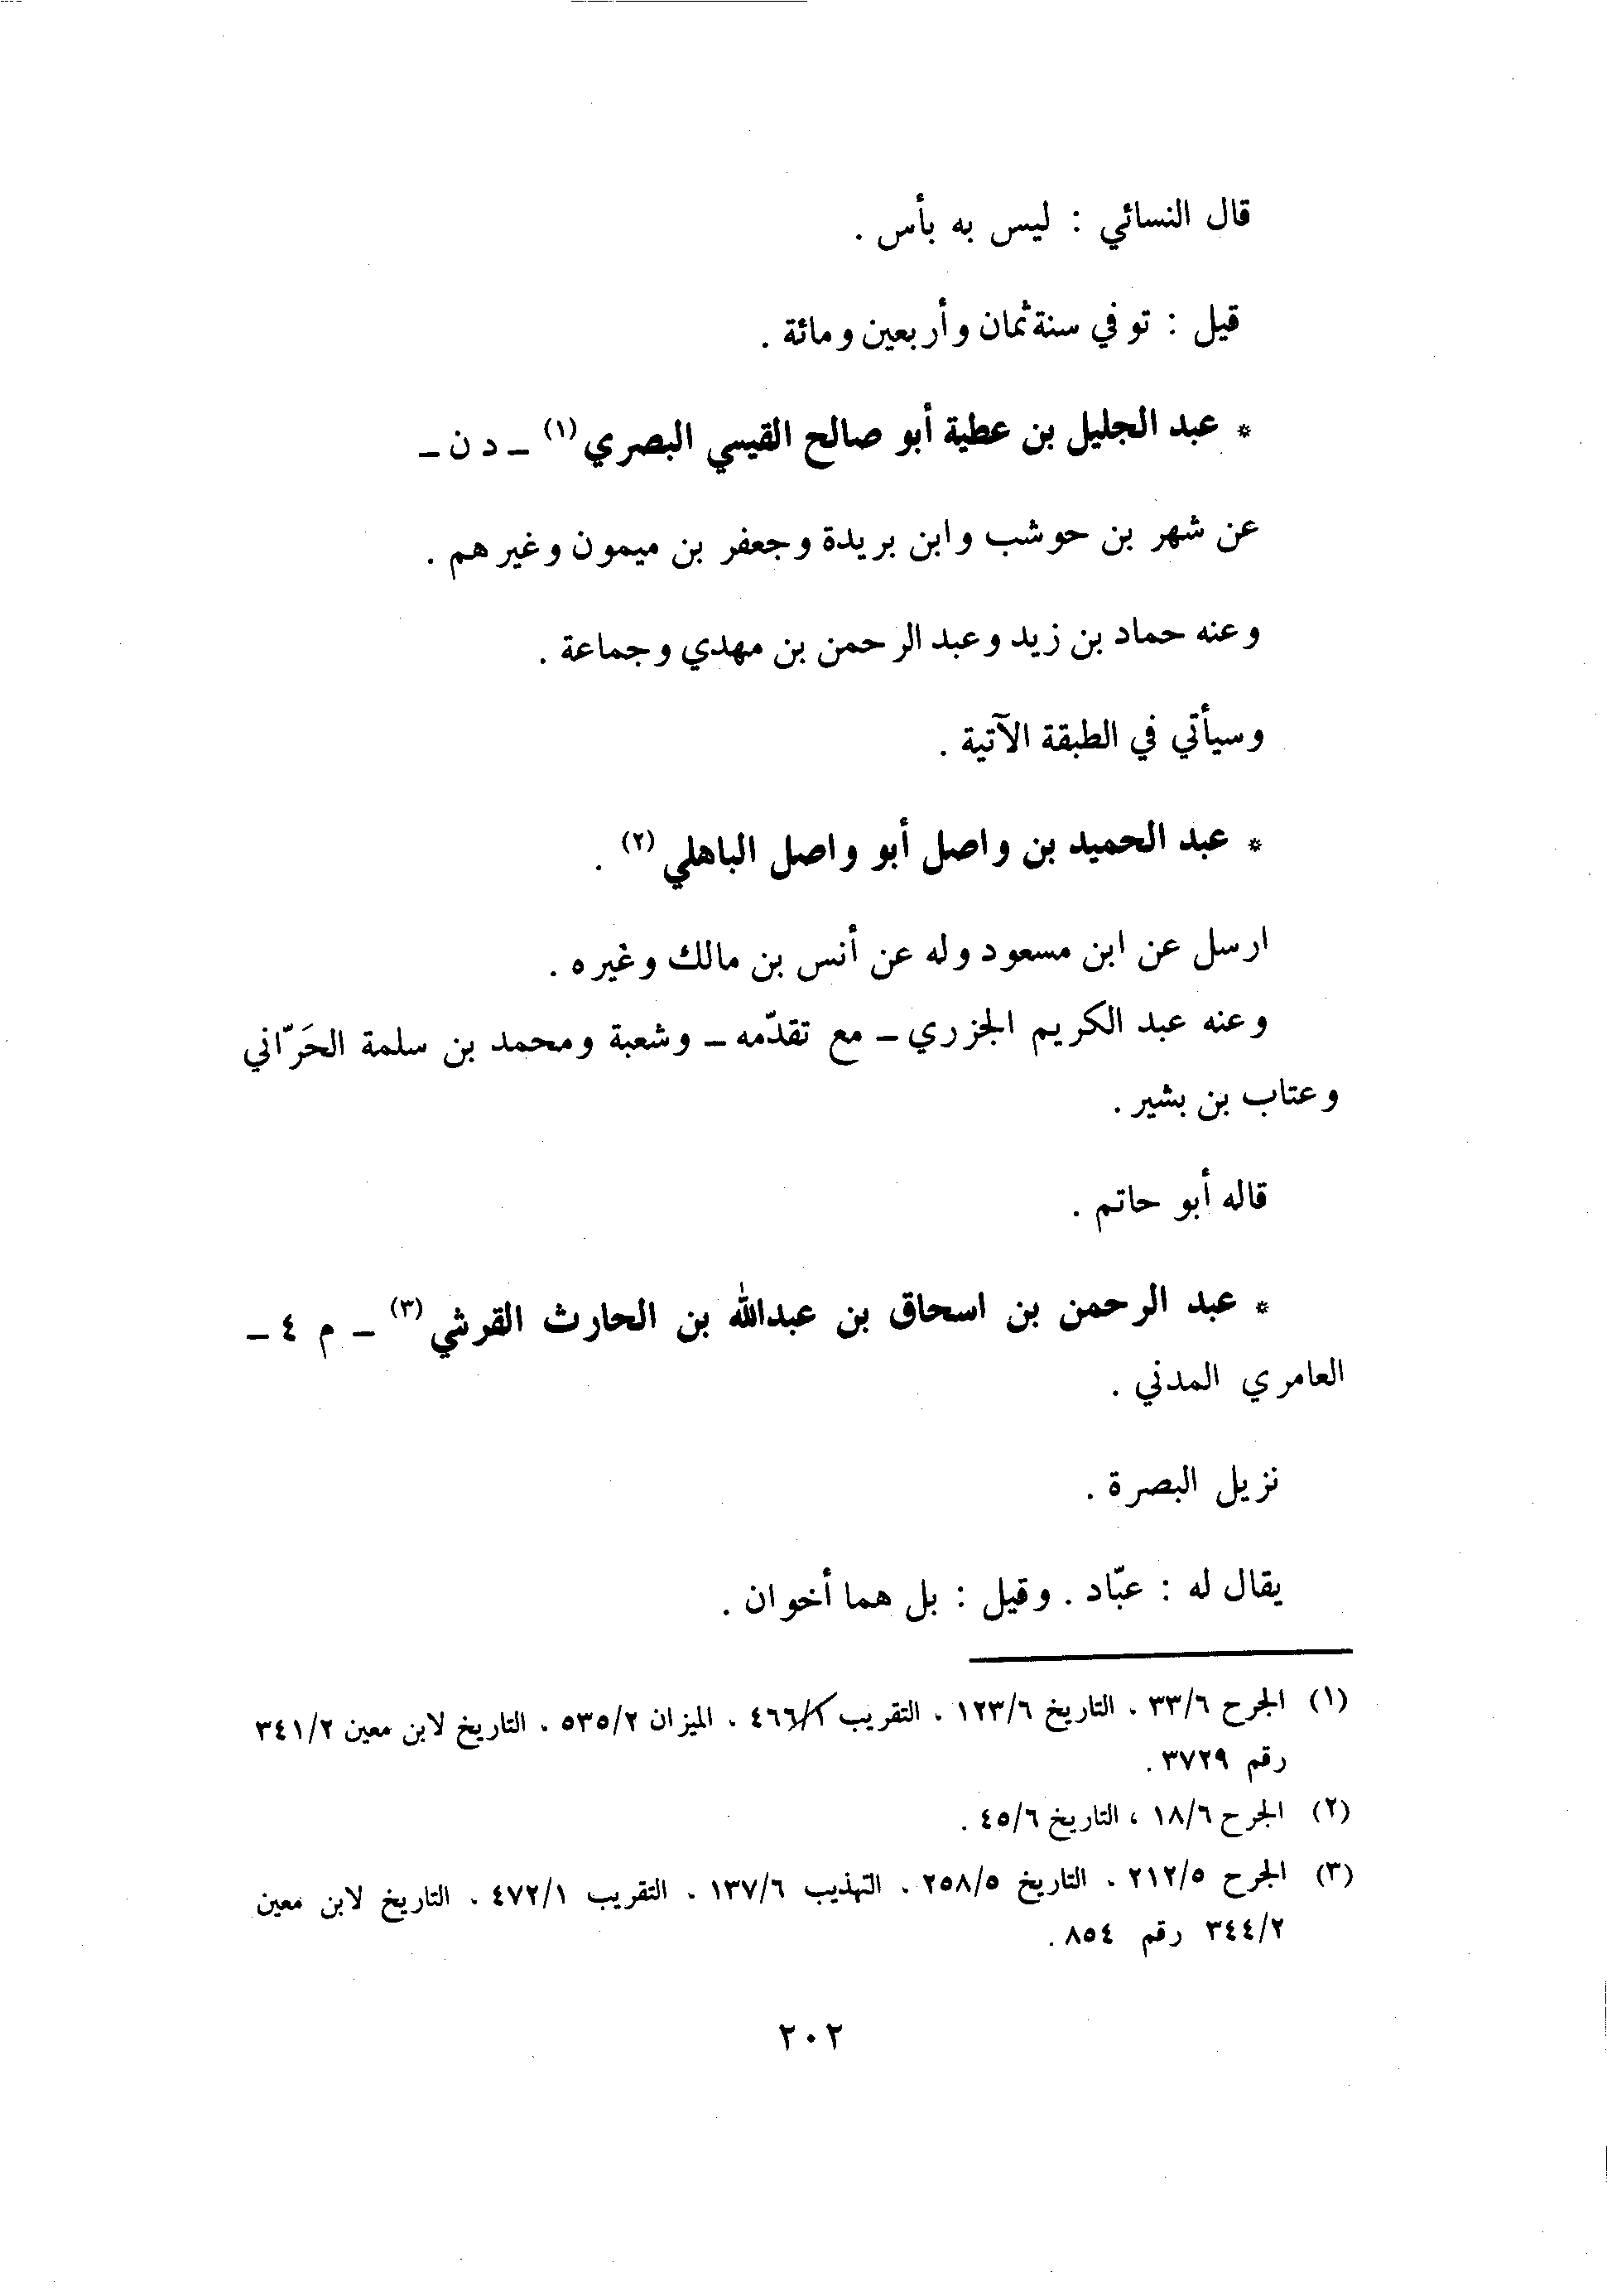 قال النسائي : ليس به بأس .
قيل : توفي سنة ثمان وأربعين ومائة .
* عبد الجليل بن عطية أبو صالح القيسي البصري (١) ـ د ن ـ
عن شهر بن حوشب وابن بريدة وجعفر بن ميمون وغيرهم .
وعنه حماد بن زيد وعبد الرحمن بن مهدي وجماعة .
وسيأتي في الطبقة الآتية .
* عبد الحميد بن واصل أبو واصل الباهلي (٢) .
ارسل عن ابن مسعود وله عن أنس بن مالك وغيره .
وعنه عبد الكريم الجزري ـ مع تقدّمه ـ وشعبة ومحمد بن سلمة الحَرّاني
وعتاب بن بشير .
قاله أبو حاتم .
* عبد الرحمن بن اسحاق بن عبدالله بن الحارث القرشي (٣) ـ م ٤ ـ
العامري المدني .
نزيل البصرة .
يقال له : عبّاد . وقيل : بل هما أخوان .
(١) الجرح ٣٣/٦ . التاريخ ١٢٣/٦ . التقريب ٤٦٦/١ . الميزان ٥٣٥/٢ . التاريخ لابن معين ٣٤١/٢
رقم ٣٧٢٩ .
(٢) الجرح ١٨/٦ ، التاريخ ٤٥/٦ .
(٣) الجرح ٢١٢/٥ . التاريخ ٢٥٨/٥ . التهذيب ١٣٧/٦ . التقريب ٤٧٢/١ . التاريخ لابن معين
٣٤٤/٢ رقم ٨٥٤ .
٢٠٢